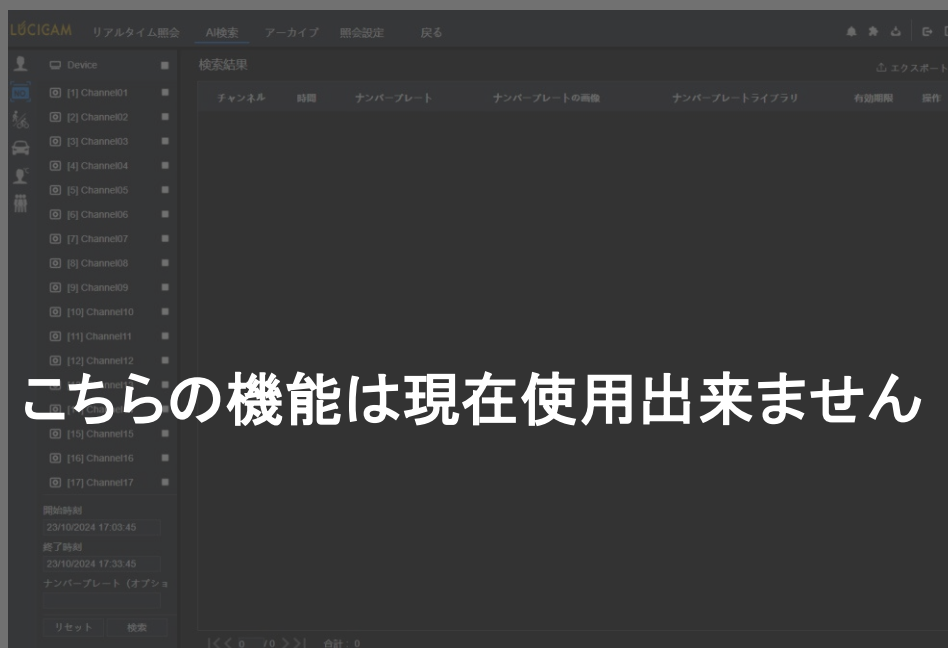 LUCICAM リアルタイム照会 AI検索 アーカイブ 照会設定 戻る
Device
検索結果
エクスポート
チャンネル 時間 ナンバープレート ナンバープレートの画像 ナンバープレートライブラリ 有効期限 操作
[1] Channel01
[2] Channel02
[3] Channel03
[4] Channel04
[5] Channel05
[6] Channel06
[7] Channel07
[8] Channel08
[9] Channel09
[10] Channel10
[11] Channel11
[12] Channel12
こちらの機能は現在使用出来ません
[15] Channel15
[16] Channel16
[17] Channel17
開始時刻
23/10/2024 17:03:45
終了時刻
23/10/2024 17:33:45
ナンバープレート（オプショ
リセット 検索
0 / 0 合計: 0